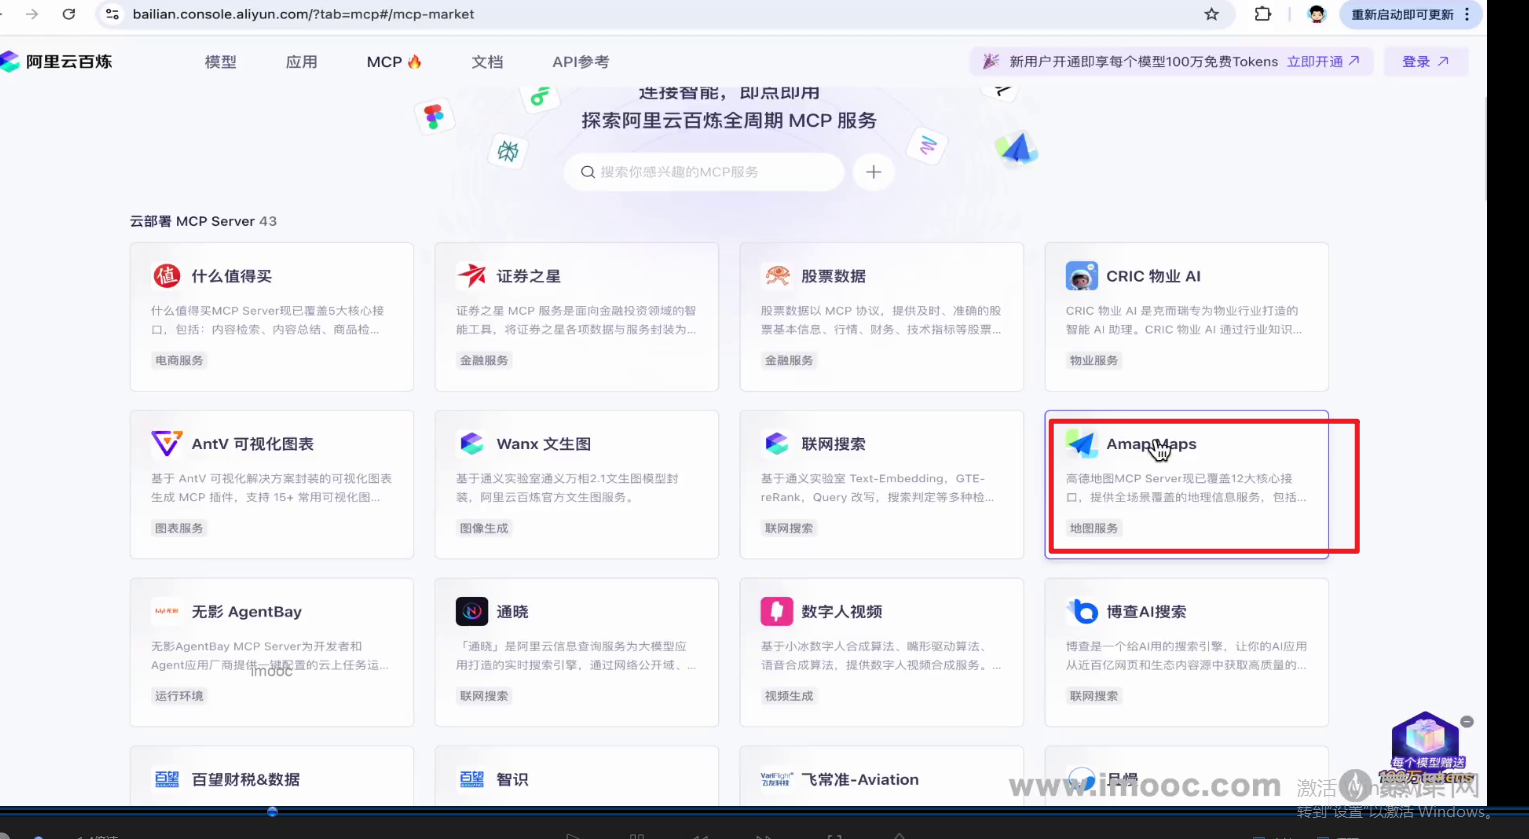 bailian.console.aliyun.com/?tab=mcp#/mcp-market
重新启动即可更新
阿里云百炼
模型
应用
MCP
文档
API参考
新用户开通即享每个模型100万免费Tokens 立即开通
登录
连接智能，即点即用
探索阿里云百炼全周期 MCP 服务
搜索你感兴趣的MCP服务
云部署 MCP Server 43
值 什么值得买
什么值得买MCP Server现已覆盖5大核心接
口，包括：内容检索、内容总结、商品检...
电商服务
证券之星
证券之星 MCP 服务是面向金融投资领域的智
能工具，将证券之星各项数据与服务封装为...
金融服务
股票数据
股票数据以 MCP 协议，提供及时、准确的股
票基本信息、行情、财务、技术指标等股票...
金融服务
CRIC 物业 AI
CRIC 物业 AI 是克而瑞专为物业行业打造的
智能 AI 助理。CRIC 物业 AI 通过行业知识...
物业服务
AntV 可视化图表
基于 AntV 可视化解决方案封装的可视化图表
生成 MCP 插件，支持 15+ 常用可视化图...
图表服务
Wanx 文生图
基于通义实验室通义万相2.1文生图模型封
装，阿里云百炼官方文生图服务。
图像生成
联网搜索
基于通义实验室 Text-Embedding，GTE-
reRank，Query 改写，搜索判定等多种检...
联网搜索
Amap Maps
高德地图MCP Server现已覆盖12大核心接
口，提供全场景覆盖的地理信息服务，包括...
地图服务
无影 AgentBay
无影AgentBay MCP Server为开发者和
Agent应用厂商提供一键配置的云上任务运...
运行环境
imooc
通晓
「通晓」是阿里云信息查询服务为大模型应
用打造的实时搜索引擎，通过网络公开域、...
联网搜索
数字人视频
基于小冰数字人合成算法、嘴形驱动算法、
语音合成算法，提供数字人视频合成服务。...
视频生成
博查AI搜索
博查是一个给AI用的搜索引擎，让你的AI应用
从近百亿网页和生态内容源中获取高质量的...
联网搜索
百望 百望财税&数据
百望 智识
VariFlight 飞常准-Aviation
每个模型赠送
100万tokens
www.imooc.com
转到"设置"以激活 Windows。